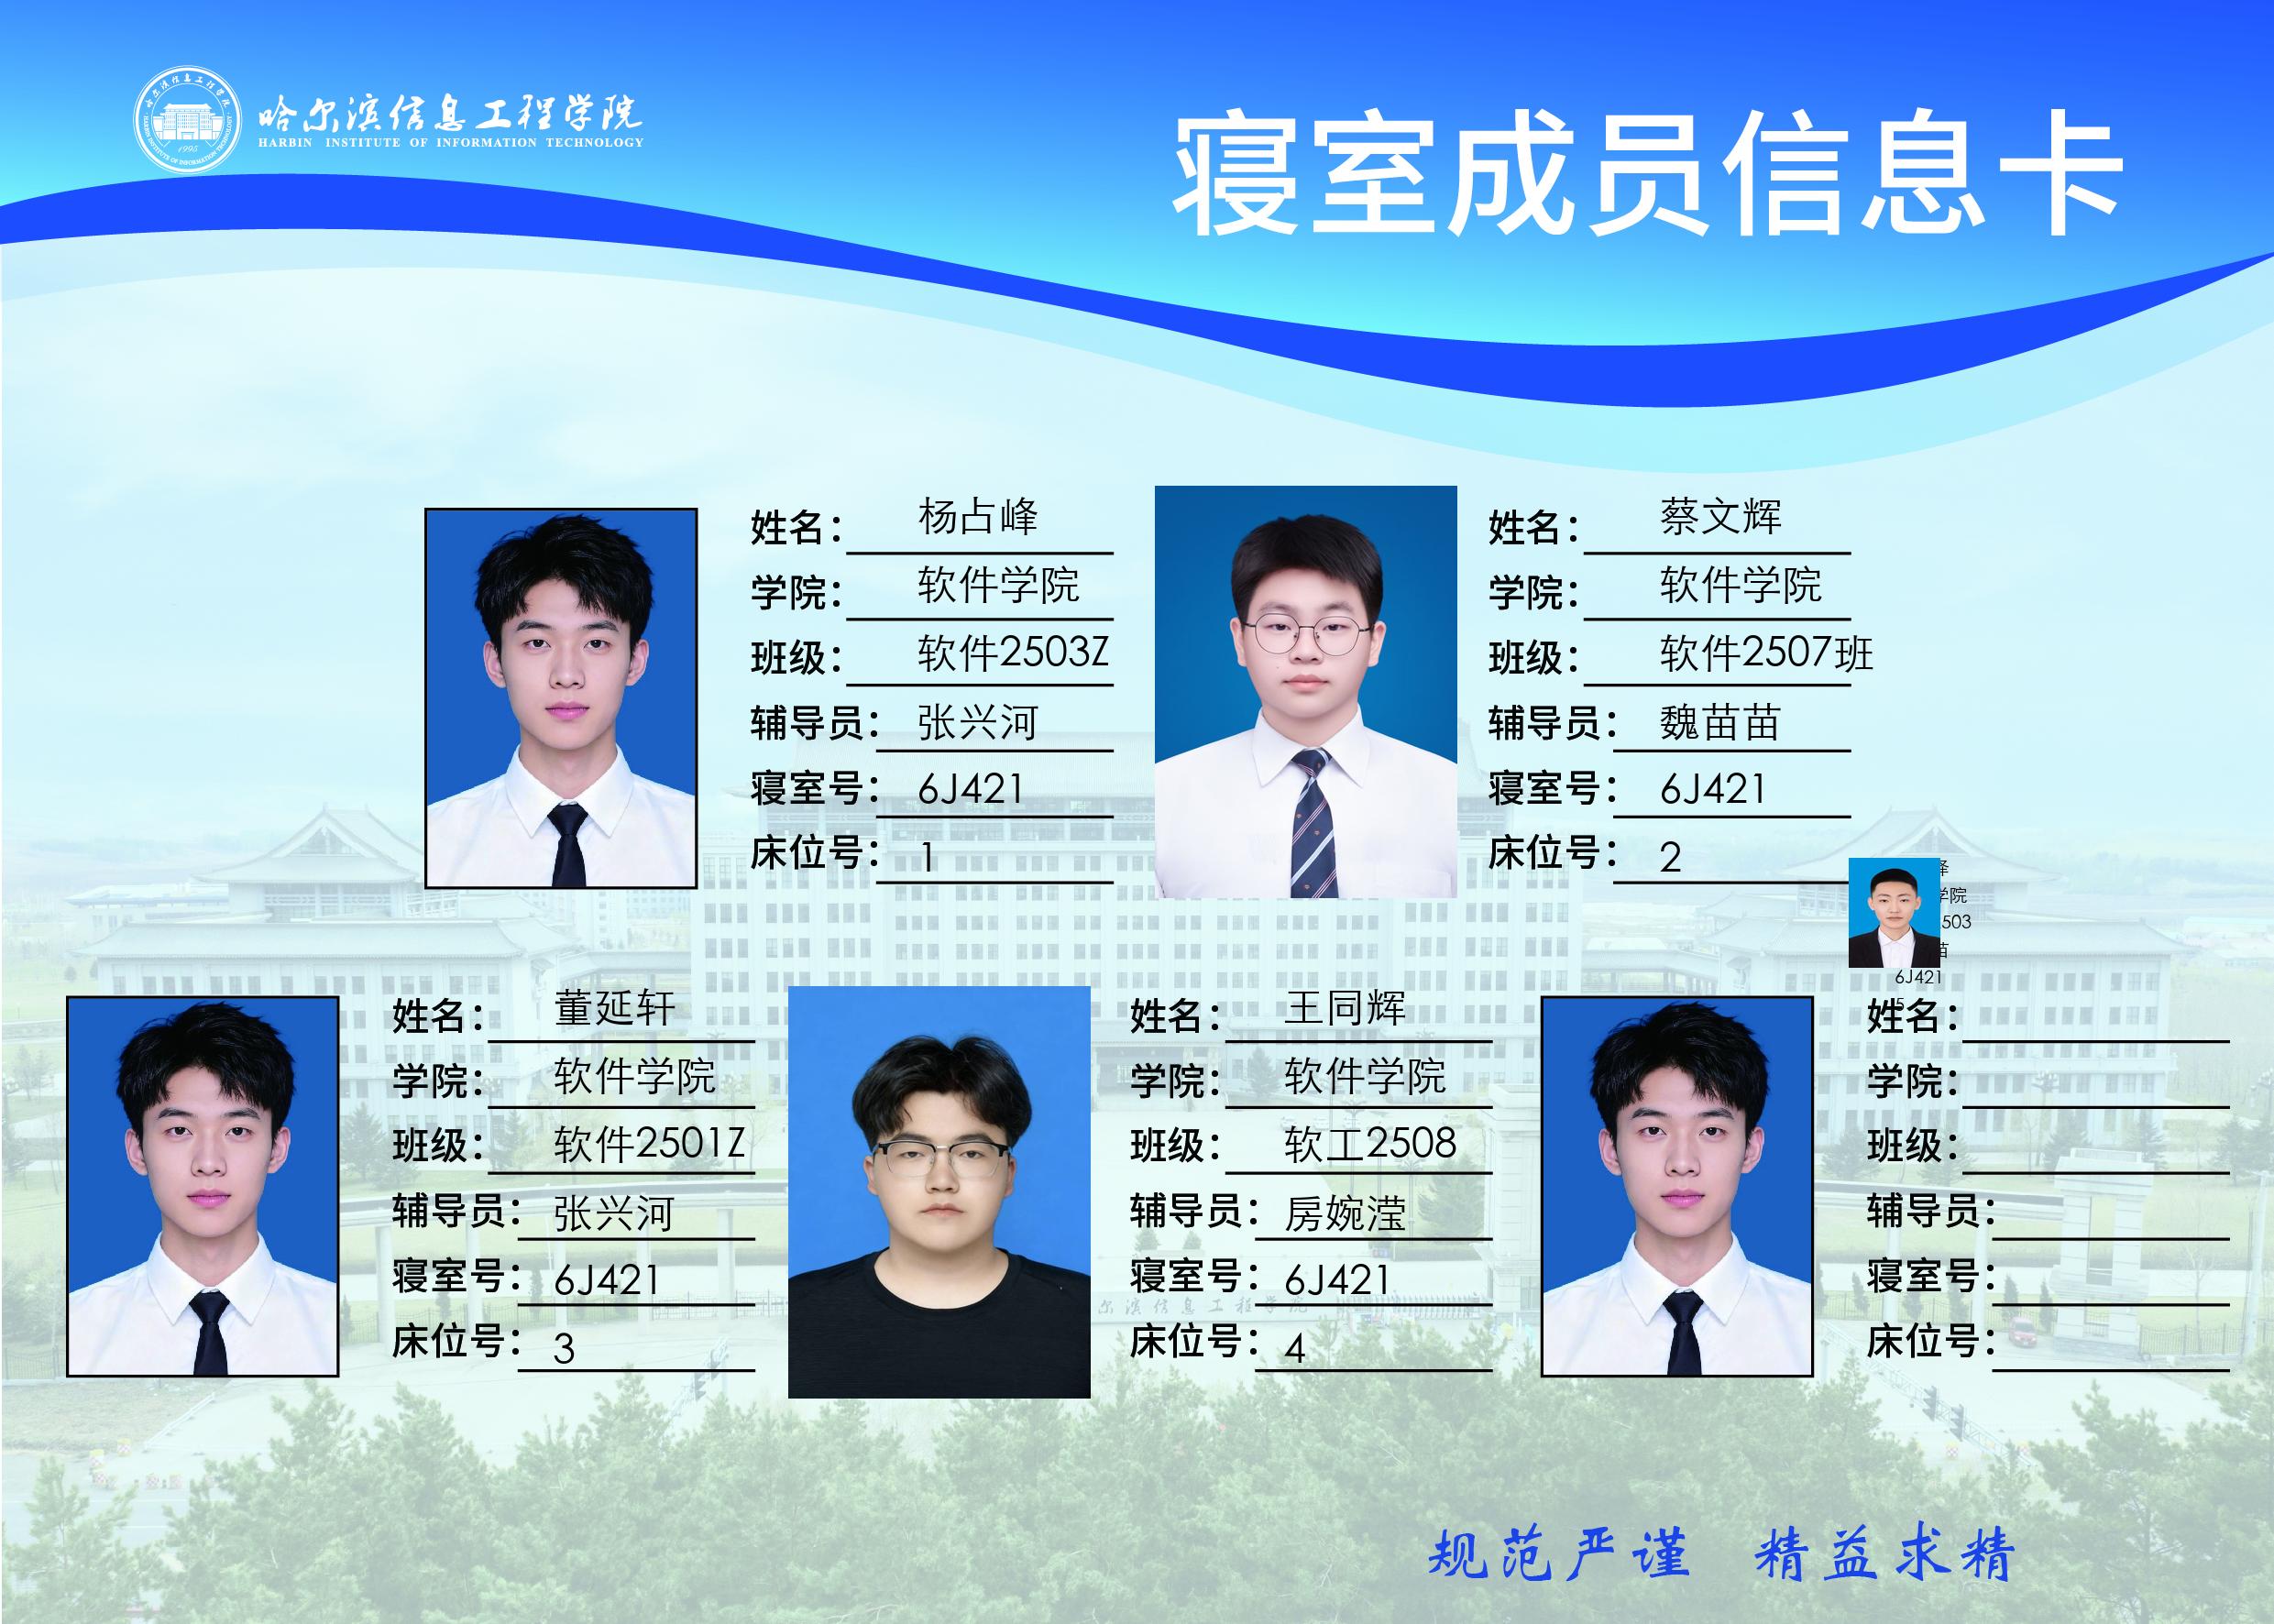 哈尔滨信息工程学院
HARBIN INSTITUTE OF INFORMATION TECHNOLOGY
1995
寝室成员信息卡
姓名： 杨占峰
学院： 软件学院
班级： 软件2503Z
辅导员： 张兴河
寝室号： 6J421
床位号： 1
姓名： 蔡文辉
学院： 软件学院
班级： 软件2507班
辅导员： 魏苗苗
寝室号： 6J421
床位号： 2
姓名： 董延轩
学院： 软件学院
班级： 软件2501Z
辅导员： 张兴河
寝室号： 6J421
床位号： 3
姓名： 王同辉
学院： 软件学院
班级： 软工2508
辅导员： 房婉滢
寝室号： 6J421
床位号： 4
学院
503
苗
6J421
5
姓名：
学院：
班级：
辅导员：
寝室号：
床位号：
规范严谨 精益求精